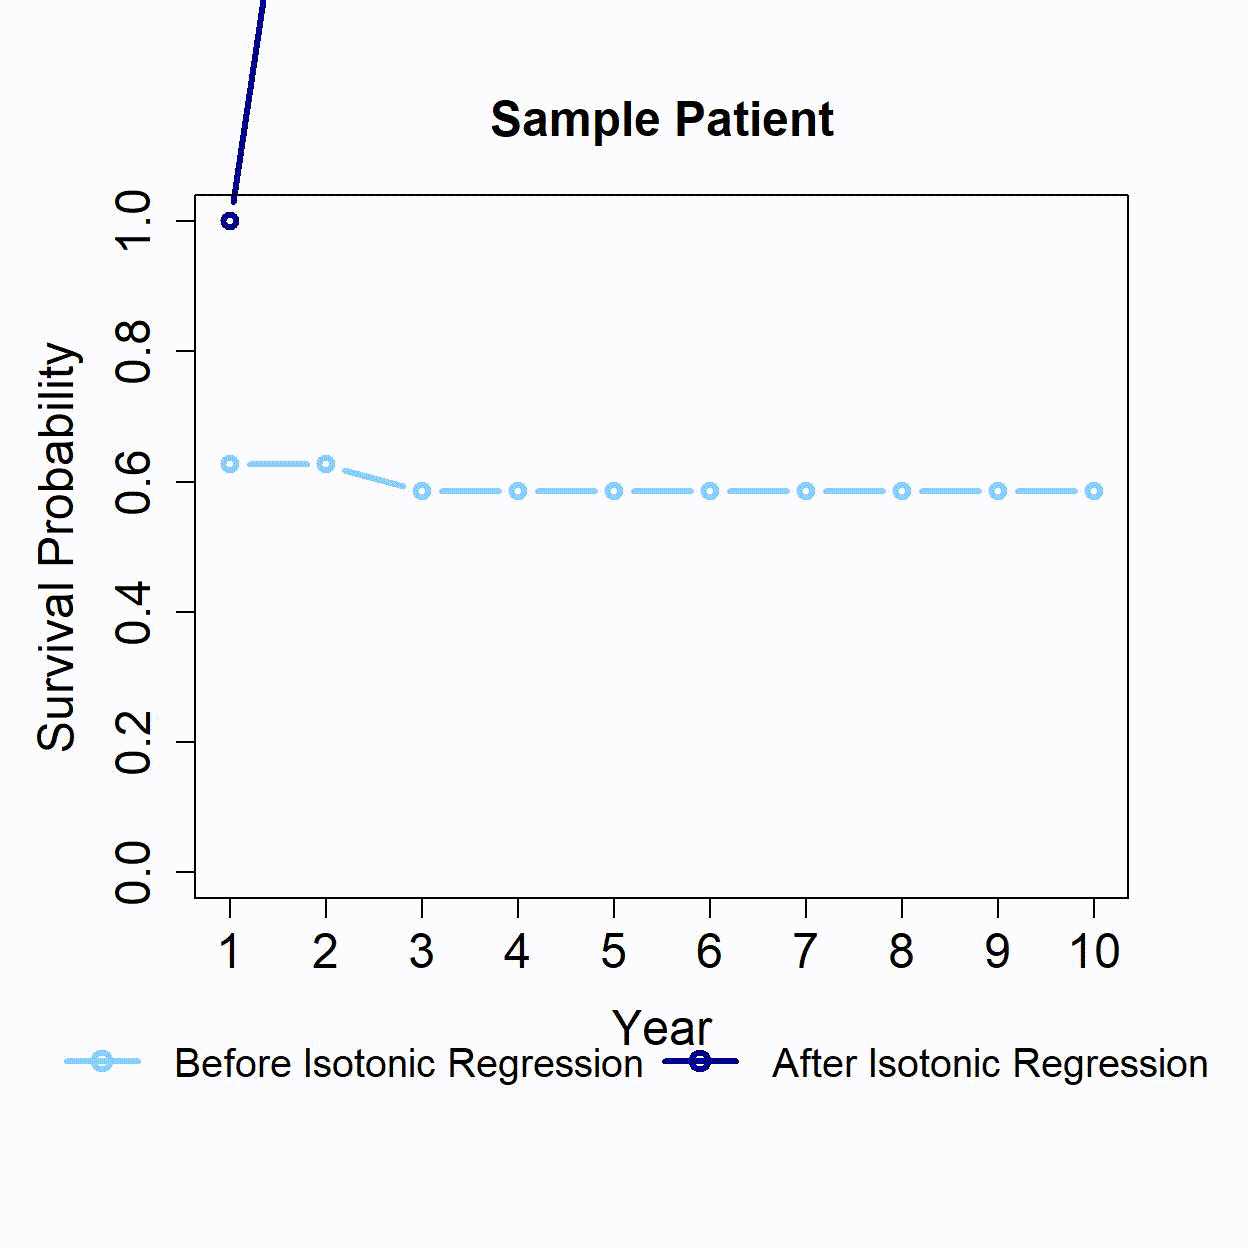 Sample Patient
Survival Probability
1.0
0.8
0.6
0.4
0.2
0.0
1 2 3 4 5 6 7 8 9 10
Year
Before Isotonic Regression After Isotonic Regression